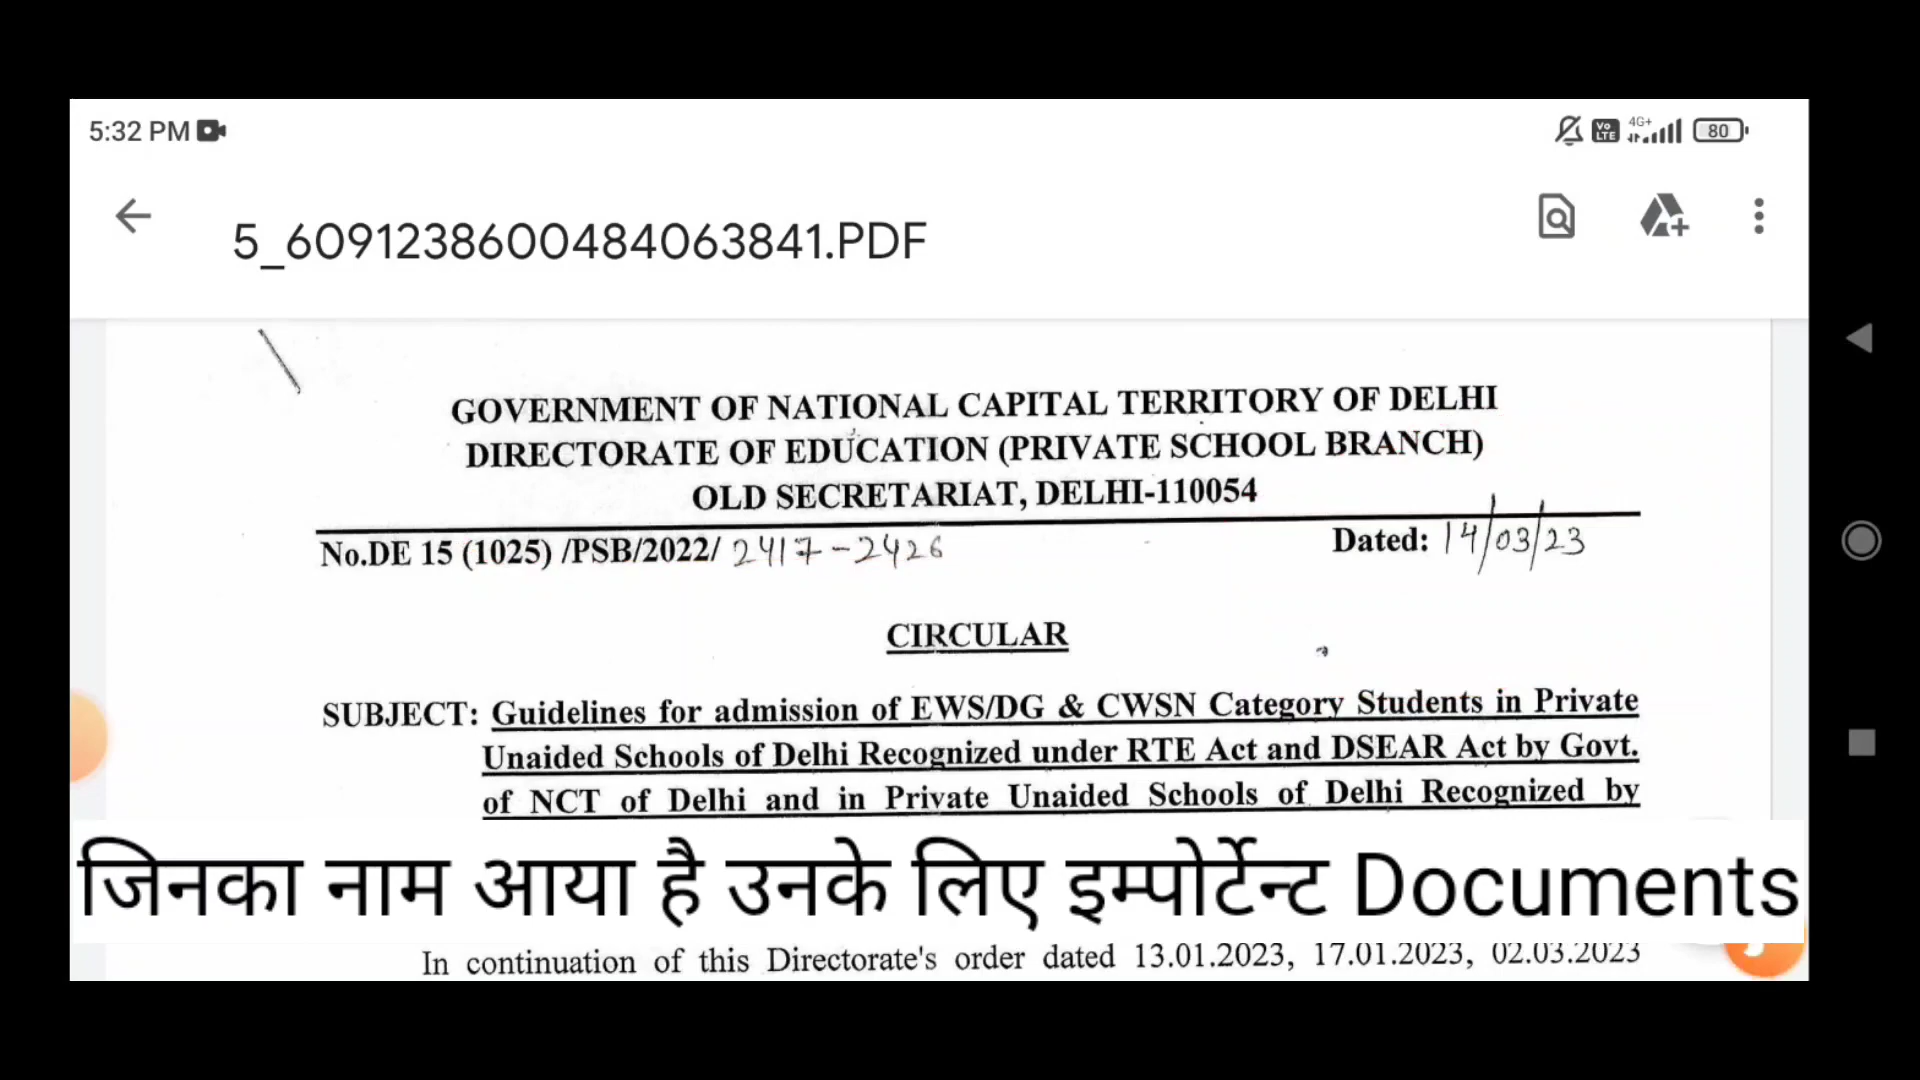 5:32 PM
4G+
Vo LTE
80
5_6091238600484063841.PDF
GOVERNMENT OF NATIONAL CAPITAL TERRITORY OF DELHI
DIRECTORATE OF EDUCATION (PRIVATE SCHOOL BRANCH)
OLD SECRETARIAT, DELHI-110054
No.DE 15 (1025) /PSB/2022/ 2417-2426 Dated: 14/03/23
CIRCULAR
SUBJECT: Guidelines for admission of EWS/DG & CWSN Category Students in Private
Unaided Schools of Delhi Recognized under RTE Act and DSEAR Act by Govt.
of NCT of Delhi and in Private Unaided Schools of Delhi Recognized by
जिनका नाम आया है उनके लिए इम्पोर्टेन्ट Documents
In continuation of this Directorate's order dated 13.01.2023, 17.01.2023, 02.03.2023